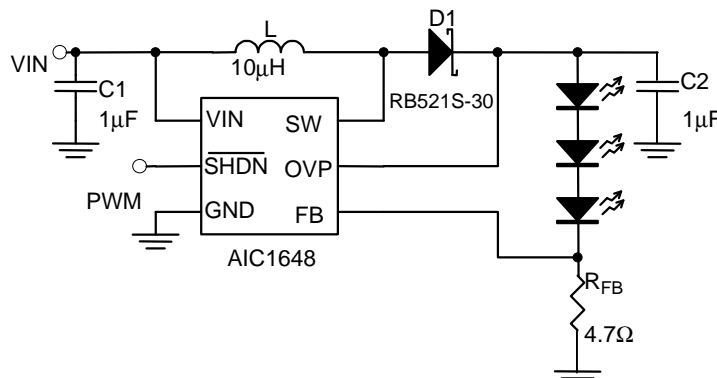 D1
L
VIN
10µH
C1
1µF
RB521S-30
C2
1µF
VIN
SW
SHDN
OVP
PWM
GND
FB
AIC1648
RFB
4.7Ω